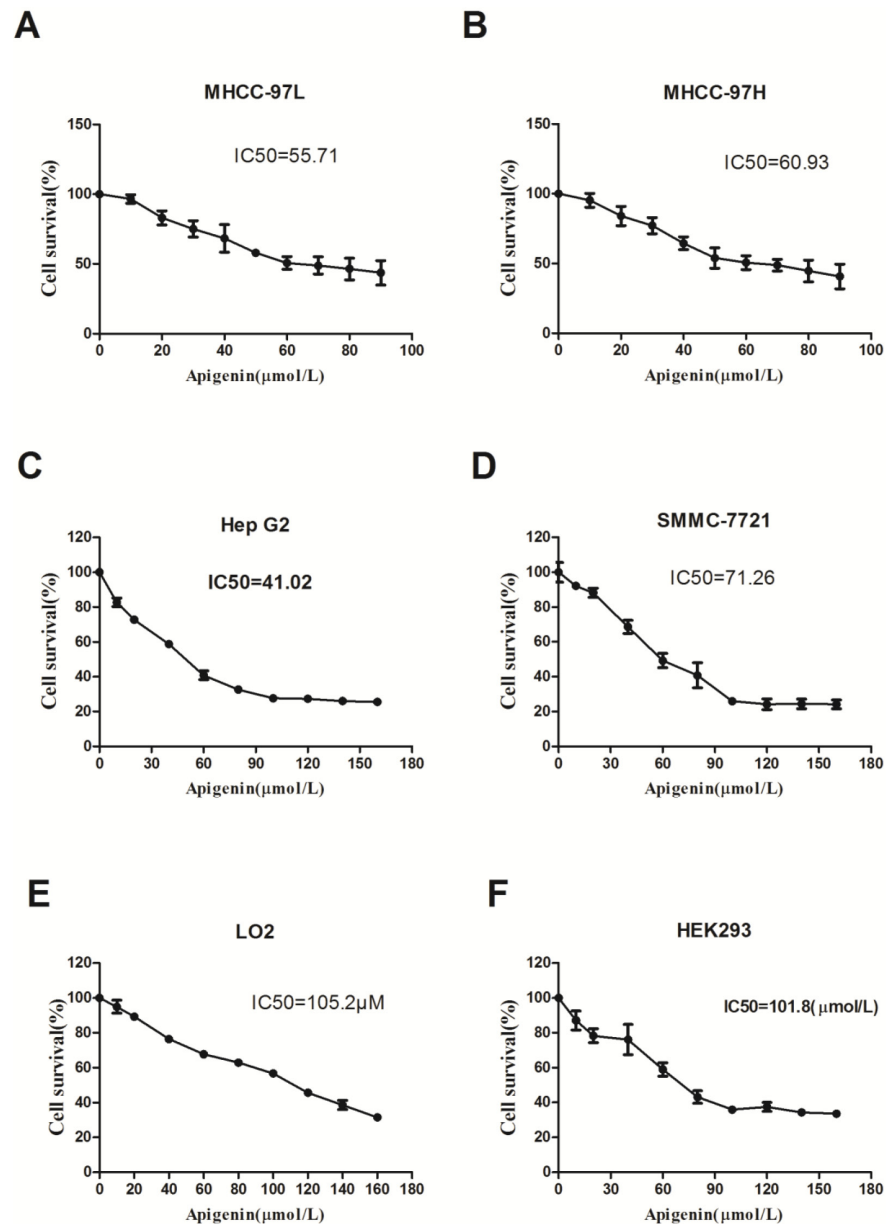 A
MHCC-97L
IC50=55.71
150
100
50
0
0 20 40 60 80 100
Cell survival(%)
Apigenin(μmol/L)
B
MHCC-97H
IC50=60.93
150
100
50
0
0 20 40 60 80 100
Cell survival(%)
Apigenin(μmol/L)
C
Hep G2
IC50=41.02
120
100
80
60
40
20
0
0 30 60 90 120 150 180
Cell survival(%)
Apigenin(μmol/L)
D
SMMC-7721
IC50=71.26
120
100
80
60
40
20
0
0 30 60 90 120 150 180
Cell survival(%)
Apigenin(μmol/L)
E
LO2
IC50=105.2μM
120
100
80
60
40
20
0
0 20 40 60 80 100 120 140 160 180
Cell survival(%)
Apigenin(μmol/L)
F
HEK293
IC50=101.8(μmol/L)
120
100
80
60
40
20
0
0 30 60 90 120 150 180
Cell survival(%)
Apigenin(μmol/L)